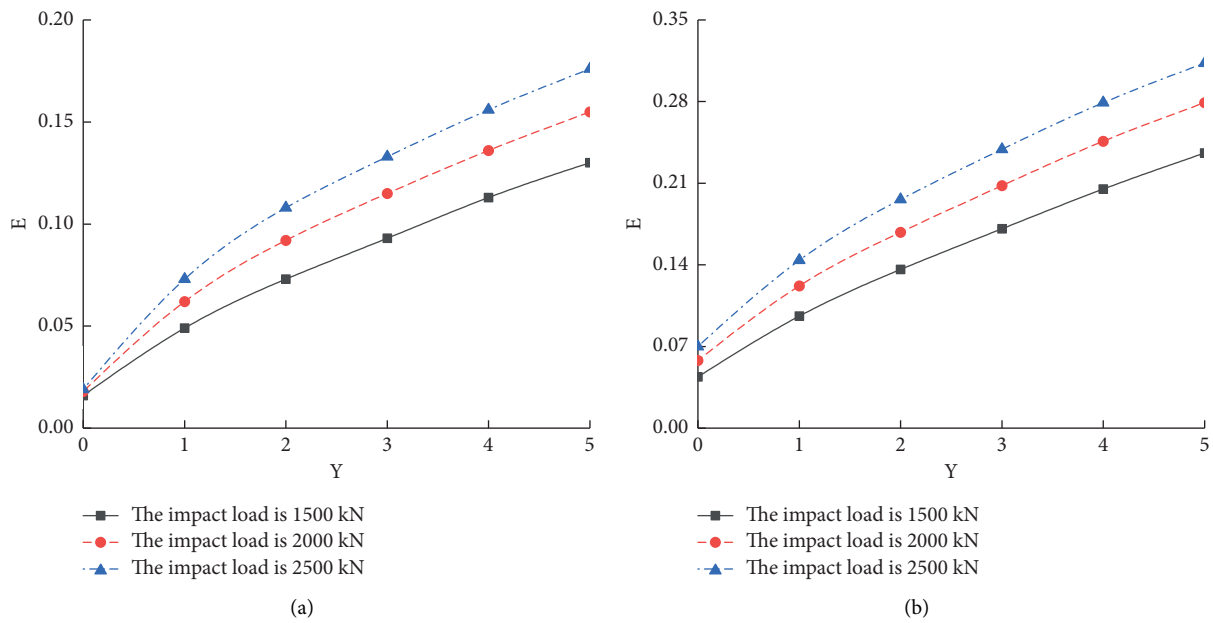 0.20
0.15
0.10
0.05
0.00
E
0 1 2 3 4 5
Y
The impact load is 1500 kN
The impact load is 2000 kN
The impact load is 2500 kN
(a)
0.35
0.28
0.21
0.14
0.07
0.00
E
0 1 2 3 4 5
Y
The impact load is 1500 kN
The impact load is 2000 kN
The impact load is 2500 kN
(b)